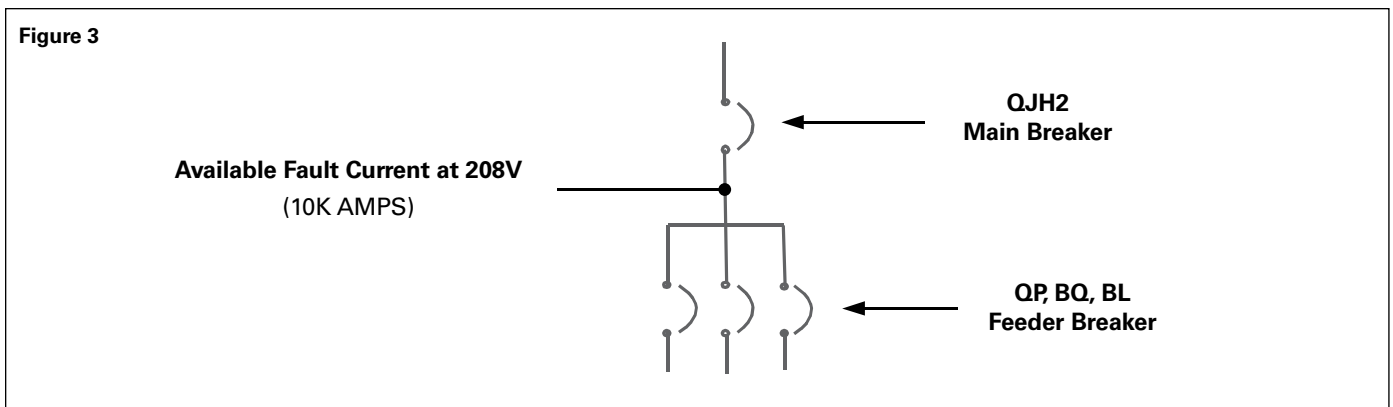 Figure 3
QJH2
Main Breaker
Available Fault Current at 208V
(10K AMPS)
QP, BQ, BL
Feeder Breaker